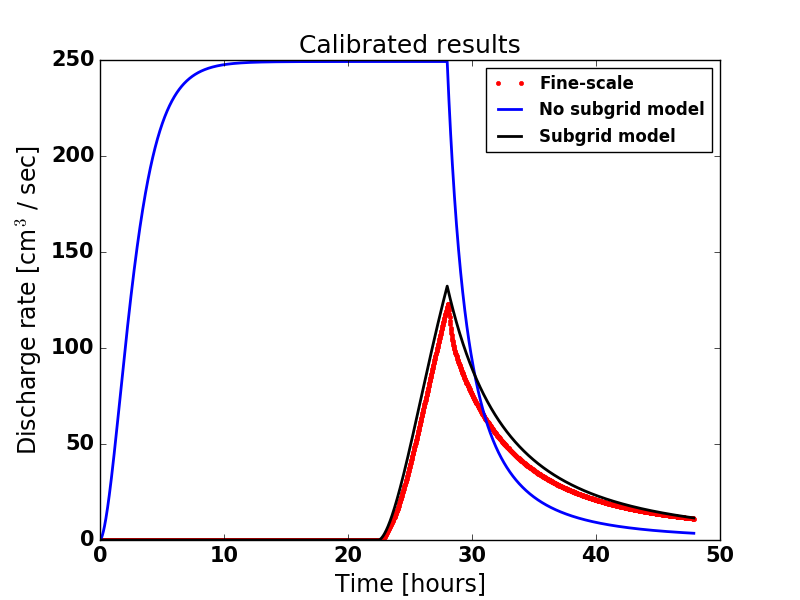 Calibrated results
250
200
150
100
50
0
Discharge rate [cm³ / sec]
Fine-scale
No subgrid model
Subgrid model
0 10 20 30 40 50
Time [hours]